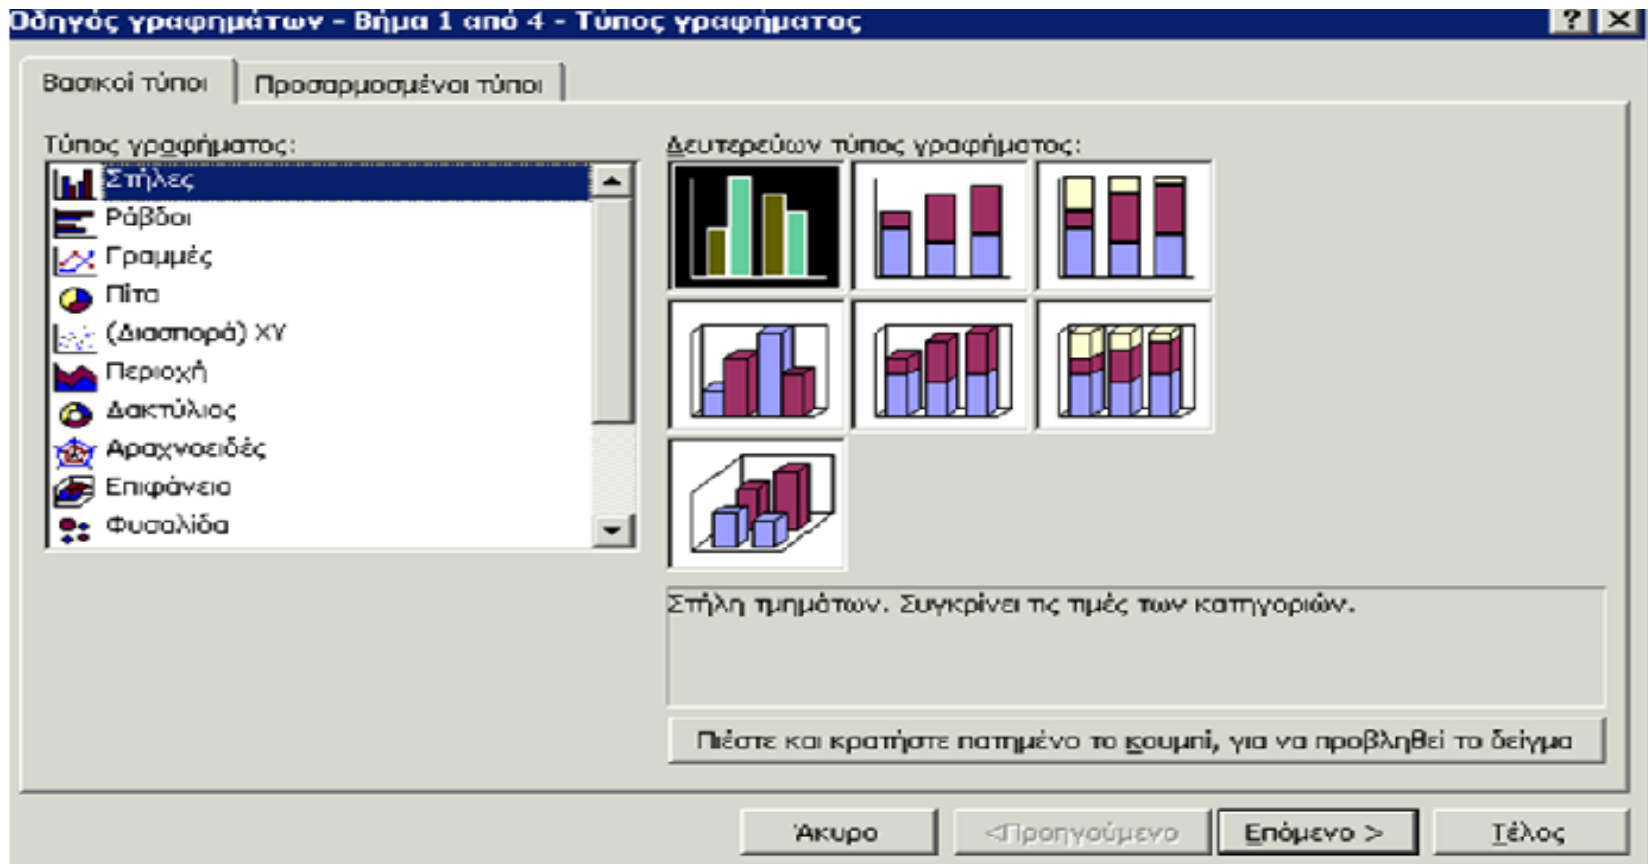 Οδηγός γραφημάτων - Βήμα 1 από 4 - Τύπος γραφήματος
Βασικοί τύποι
Προσαρμοσμένοι τύποι
Τύπος γραφήματος:
Στήλες
Ράβδοι
Γραμμές
Πίτα
(Διασπορά) XY
Περιοχή
Δακτύλιος
Αραχνοειδές
Επιφάνεια
Φυσαλίδα
Δευτερεύων τύπος γραφήματος:
Στήλη τμημάτων. Συγκρίνει τις τιμές των κατηγοριών.
Πιέστε και κρατήστε πατημένο το κουμπί, για να προβληθεί το δείγμα
Άκυρο
<Προηγούμενο
Επόμενο >
Τέλος